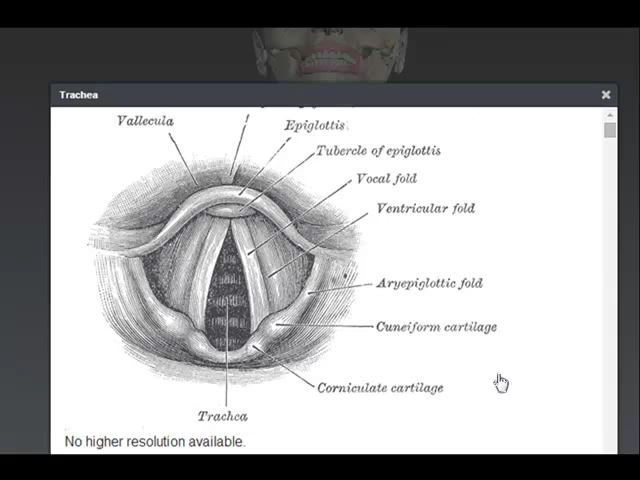 Trachea
Vallecula
Epiglottis
Tubercle of epiglottis
Vocal fold
Ventricular fold
Aryepiglottic fold
Cuneiform cartilage
Corniculate cartilage
Trachea
No higher resolution available.